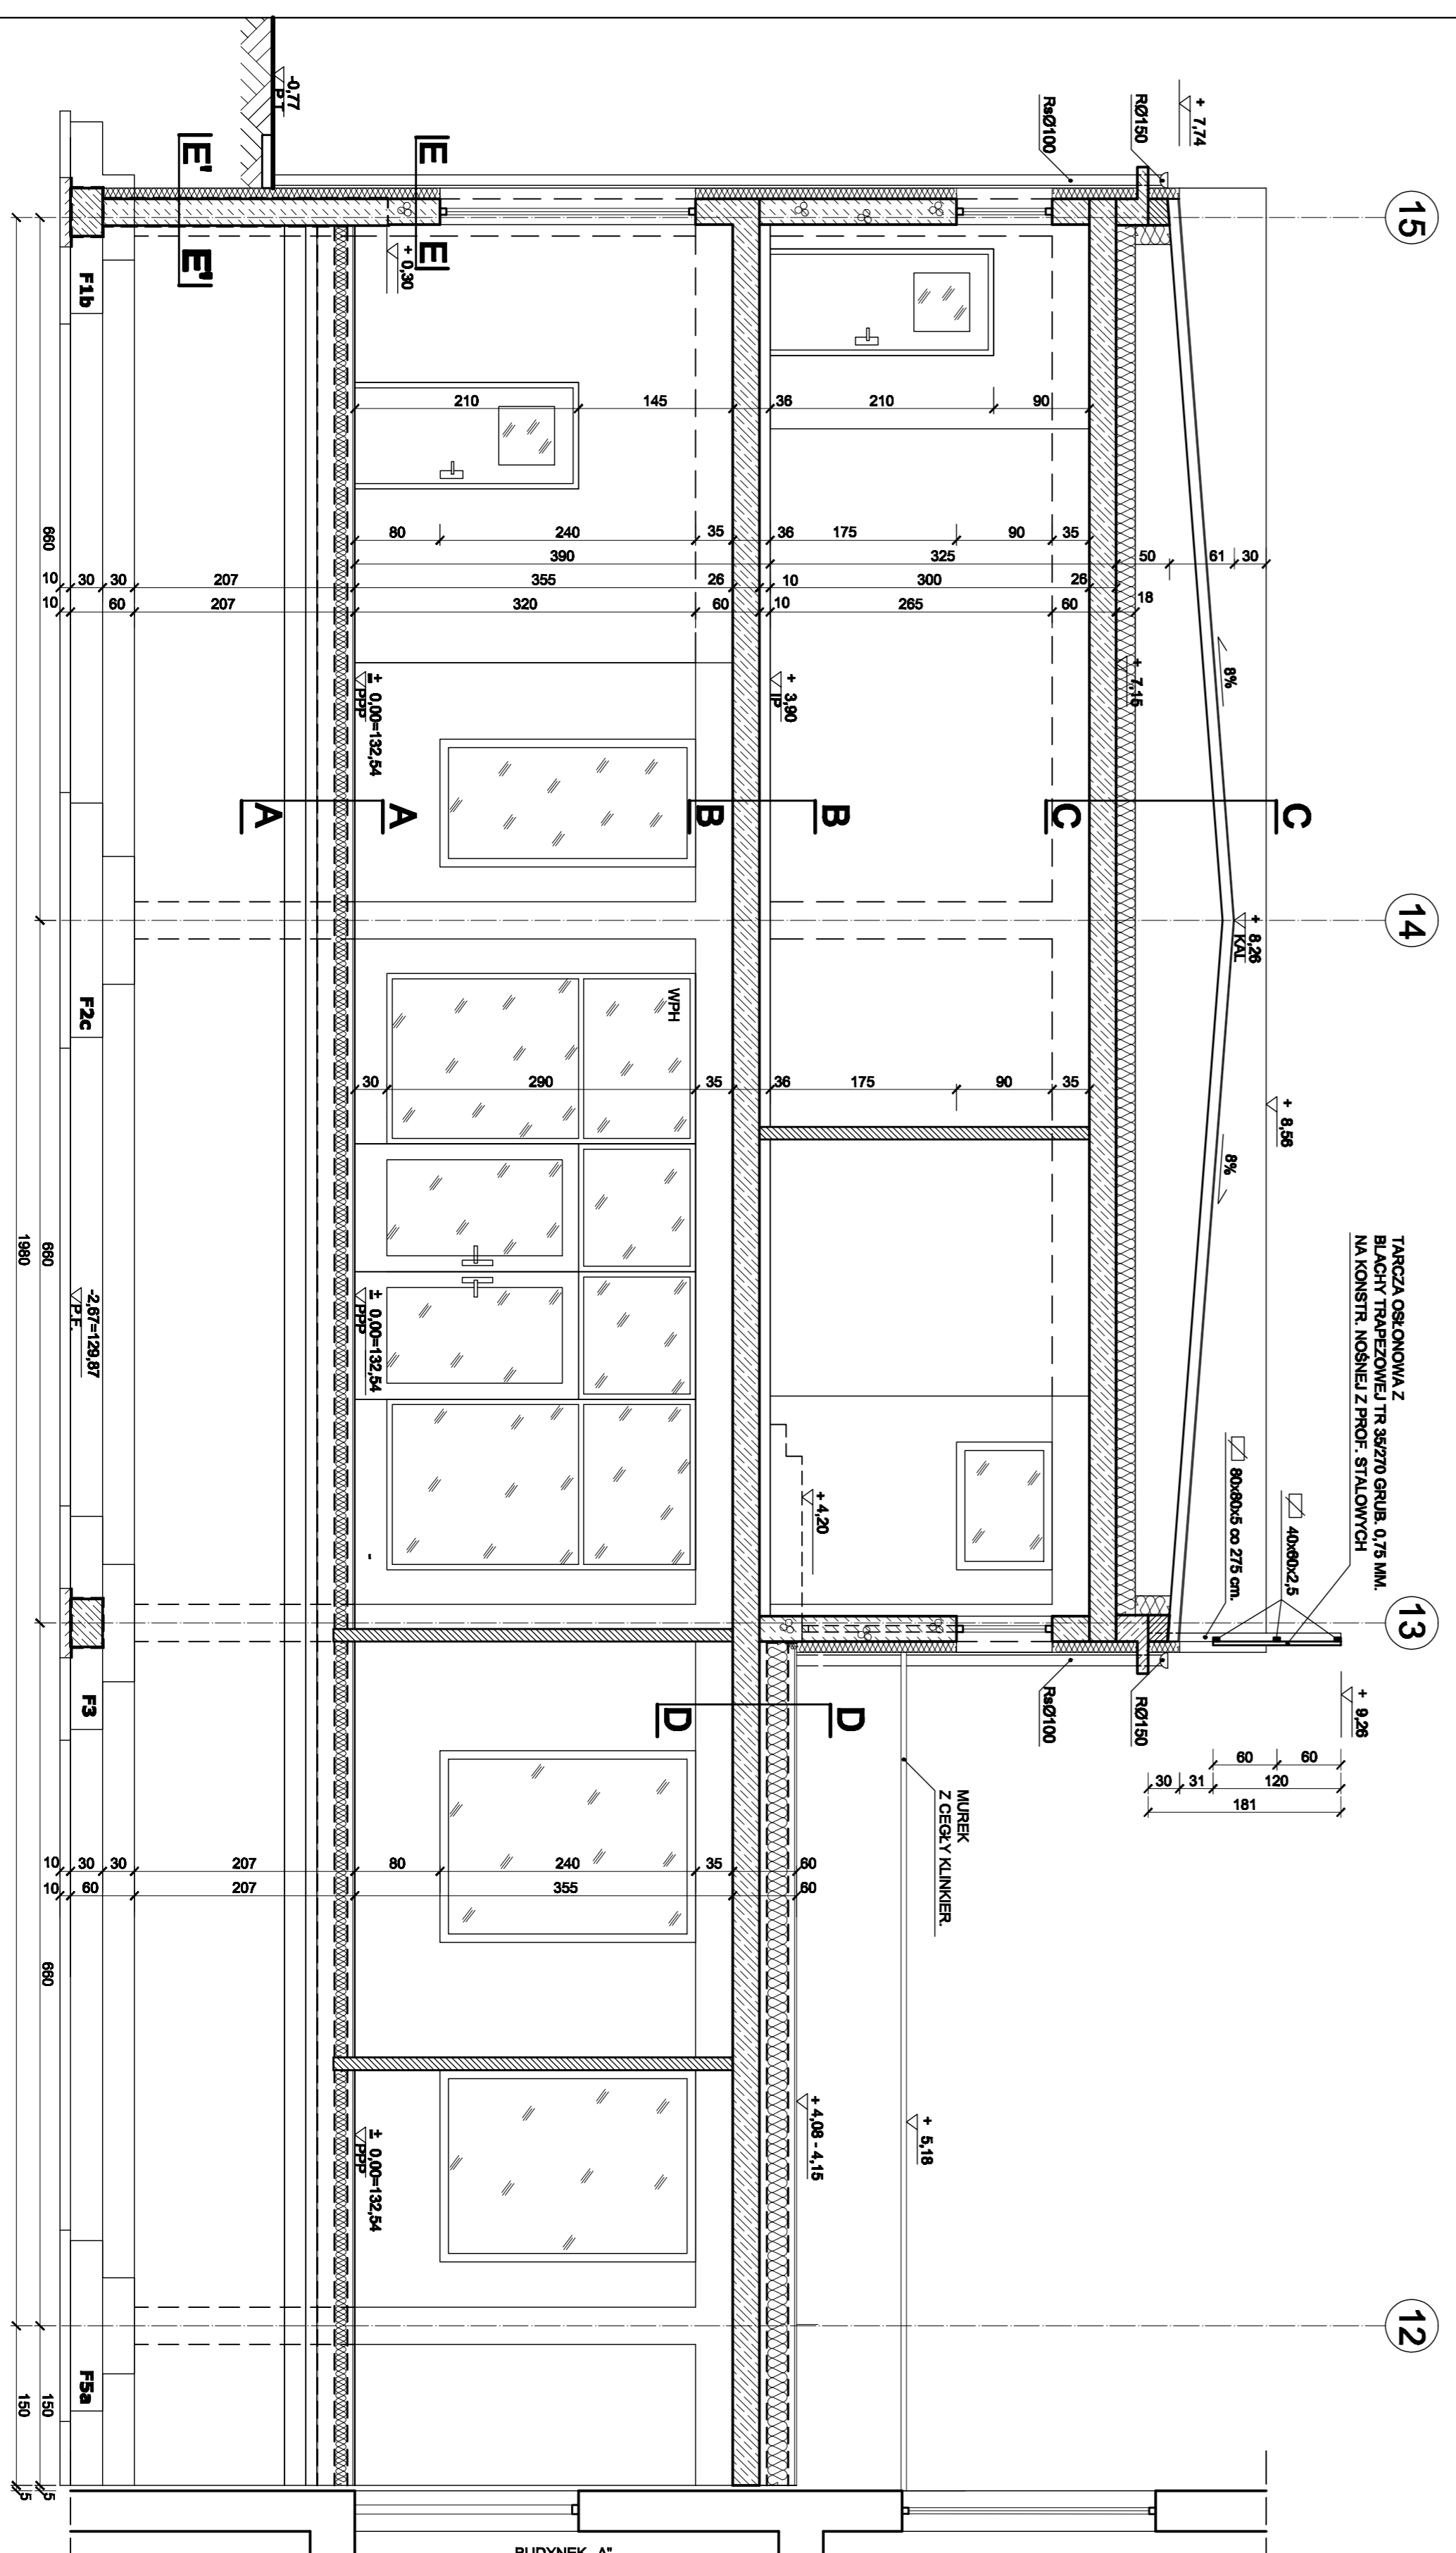 15
14
13
12
+ 7,74
RØ150
RsØ100
-0,77
P.T
E
E
E'
E'
+ 0,30
F1b
+ 8,26
KAL
+ 8,56
8%
8%
+ 7,15
C
C
B
B
A
A
+ 3,90
IP
± 0,00=132,54
PPP
TARCZA OSŁONOWA Z
BLACHY TRAPEZOWEJ TR 35/270 GRUB. 0,75 MM.
NA KONSTR. NOŚNEJ Z PROF. STALOWYCH
80x80x5 co 275 cm.
40x60x2,5
+ 9,26
60 60
30 31 120
181
RØ150
RsØ100
MUREK
Z CEGŁY KLINKIER.
+ 5,18
+ 4,08 - 4,15
+ 4,20
D
D
WPH
± 0,00=132,54
PPP
± 0,00=132,54
PPP
-2,67=129,87
P.F.
F2c
F3
F5a
210 145 36 210 90
80 240 35 36 175 90 35
390 325 50 61 30
10 30 30 207 355 26 10 300 26
10 60 207 320 60 10 265 60 18
30 290 35 36 175 90 35
10 30 30 207 80 240 35 60
10 60 207 355 60
660 660 660 150 5
1980 150 5
BUDYNEK „A"